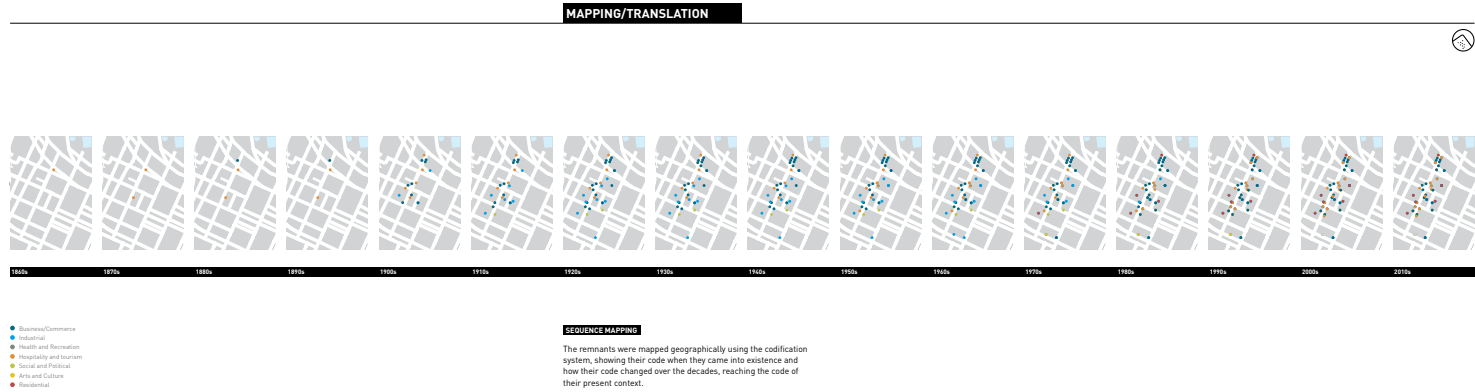 MAPPING/TRANSLATION
1860s
1870s
1880s
1890s
1900s
1910s
1920s
1930s
1940s
1950s
1960s
1970s
1980s
1990s
2000s
2010s
Business/Commerce
Industrial
Health and Recreation
Hospitality and tourism
Social and Political
Arts and Culture
Residential
SEQUENCE MAPPING
The remnants were mapped geographically using the codification
system, showing their code when they came into existence and
how their code changed over the decades, reaching the code of
their present context.